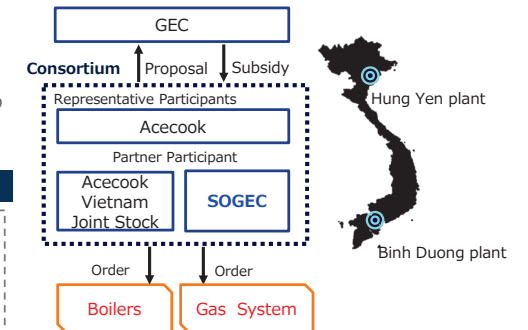 GEC
Consortium
Proposal
Subsidy
Representative Participants
Acecook
Partner Participant
Acecook
Vietnam
Joint Stock
SOGEC
Order
Order
Boilers
Gas System
Hung Yen plant
Binh Duong plant